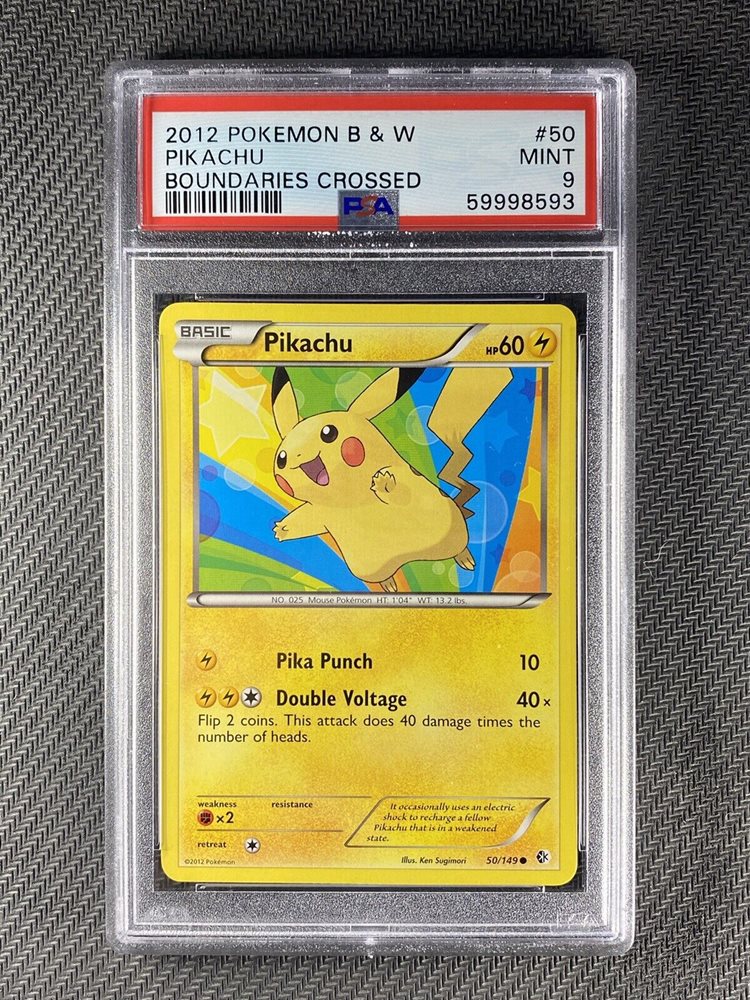 2012 POKEMON B & W #50
PIKACHU MINT
BOUNDARIES CROSSED 9
PSA 59998593
BASIC Pikachu HP60
NO. 025 Mouse Pokémon HT: 1'04" WT: 13.2 lbs.
Pika Punch 10
Double Voltage 40×
Flip 2 coins. This attack does 40 damage times the
number of heads.
weakness resistance
×2
retreat
It occasionally uses an electric
shock to recharge a fellow
Pikachu that is in a weakened
state.
©2012 Pokémon Illus. Ken Sugimori 50/149